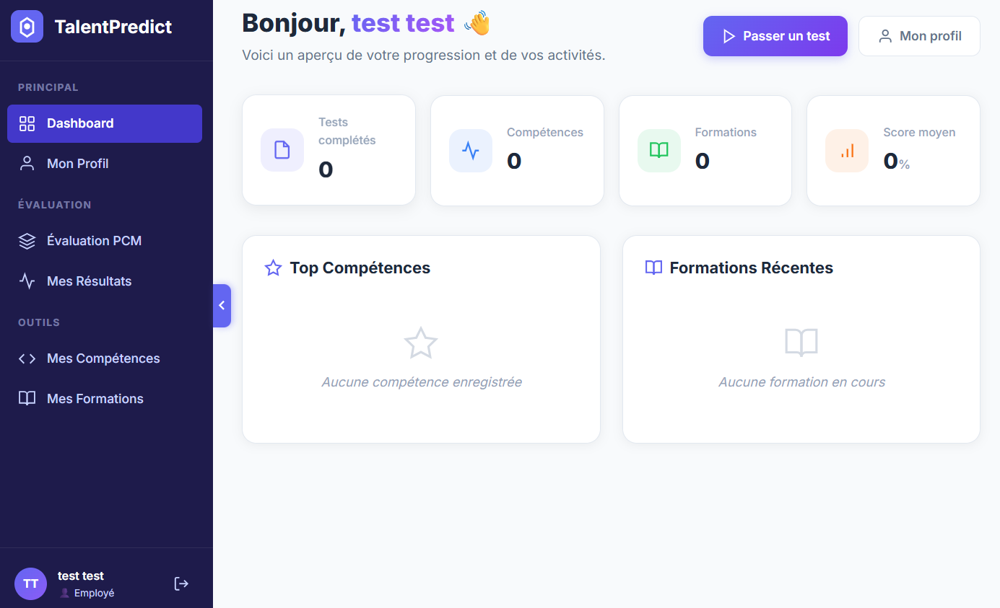 TalentPredict
PRINCIPAL
Dashboard
Mon Profil
ÉVALUATION
Évaluation PCM
Mes Résultats
OUTILS
Mes Compétences
Mes Formations
TT
test test
Employé
Bonjour, test test 👋
Voici un aperçu de votre progression et de vos activités.
Passer un test
Mon profil
Tests
complétés
0
Compétences
0
Formations
0
Score moyen
0%
Top Compétences
Aucune compétence enregistrée
Formations Récentes
Aucune formation en cours